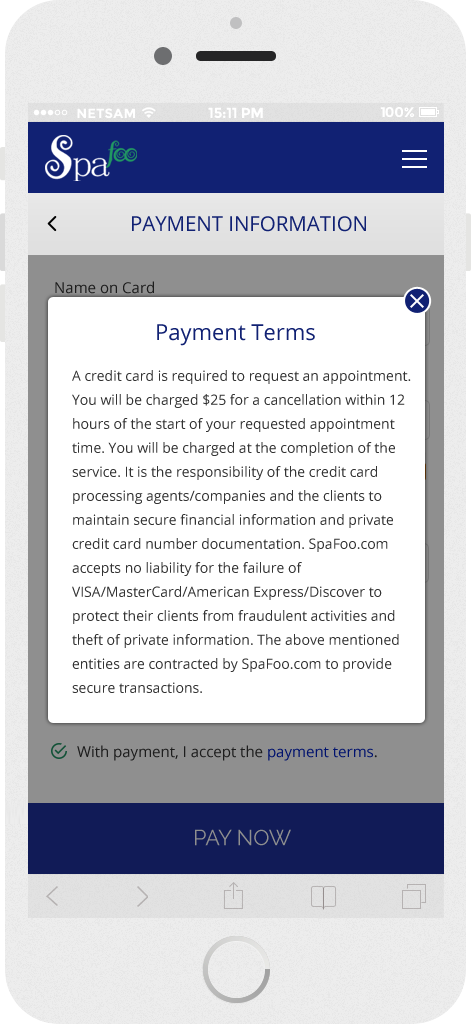 NETSAM 15:11 PM 100%
Spa foo
PAYMENT INFORMATION
Name on Card
Payment Terms
A credit card is required to request an appointment.
You will be charged $25 for a cancellation within 12
hours of the start of your requested appointment
time. You will be charged at the completion of the
service. It is the responsibility of the credit card
processing agents/companies and the clients to
maintain secure financial information and private
credit card number documentation. SpaFoo.com
accepts no liability for the failure of
VISA/MasterCard/American Express/Discover to
protect their clients from fraudulent activities and
theft of private information. The above mentioned
entities are contracted by SpaFoo.com to provide
secure transactions.
With payment, I accept the payment terms.
PAY NOW